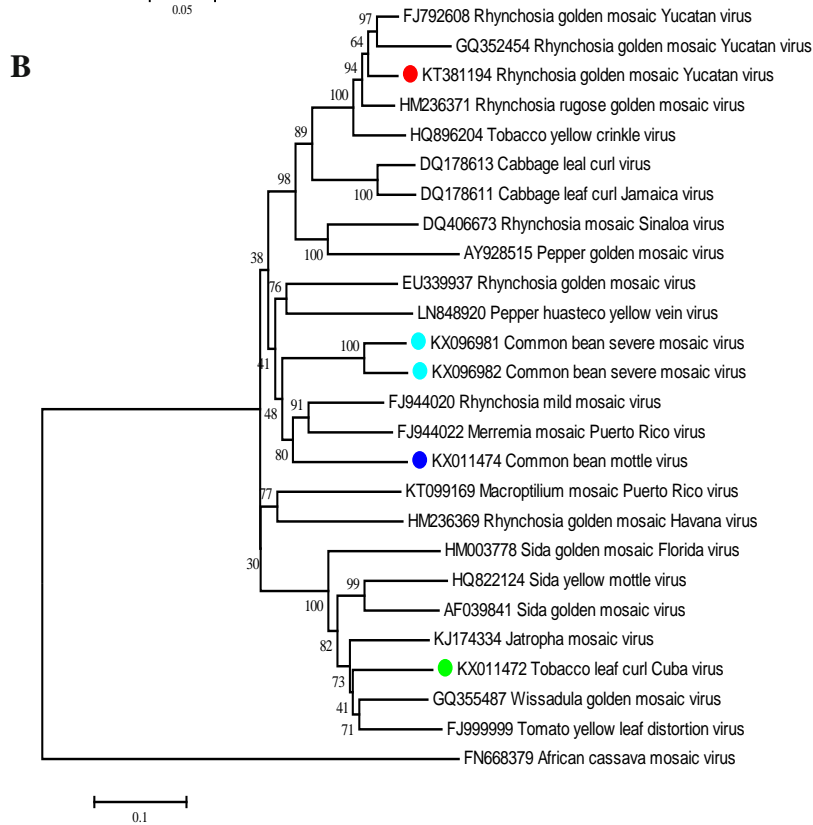 0.05
B
97
FJ792608 Rhynchosia golden mosaic Yucatan virus
64
GQ352454 Rhynchosia golden mosaic Yucatan virus
94
KT381194 Rhynchosia golden mosaic Yucatan virus
100
HM236371 Rhynchosia rugose golden mosaic virus
89
HQ896204 Tobacco yellow crinkle virus
DQ178613 Cabbage leal curl virus
100
DQ178611 Cabbage leaf curl Jamaica virus
98
DQ406673 Rhynchosia mosaic Sinaloa virus
100
AY928515 Pepper golden mosaic virus
38
76
EU339937 Rhynchosia golden mosaic virus
LN848920 Pepper huasteco yellow vein virus
41
100
KX096981 Common bean severe mosaic virus
KX096982 Common bean severe mosaic virus
48
91
FJ944020 Rhynchosia mild mosaic virus
FJ944022 Merremia mosaic Puerto Rico virus
80
KX011474 Common bean mottle virus
77
KT099169 Macroptilium mosaic Puerto Rico virus
HM236369 Rhynchosia golden mosaic Havana virus
30
HM003778 Sida golden mosaic Florida virus
100
99
HQ822124 Sida yellow mottle virus
AF039841 Sida golden mosaic virus
82
KJ174334 Jatropha mosaic virus
73
KX011472 Tobacco leaf curl Cuba virus
41
GQ355487 Wissadula golden mosaic virus
71
FJ999999 Tomato yellow leaf distortion virus
FN668379 African cassava mosaic virus
0.1